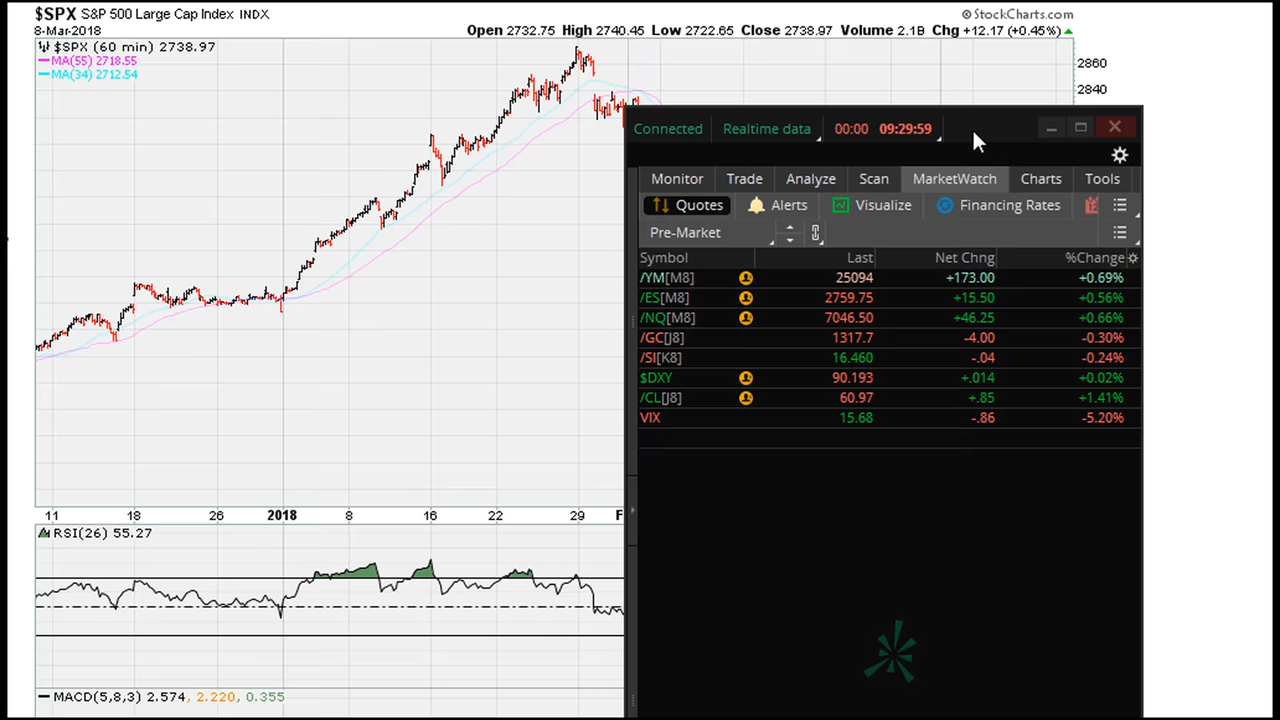 $SPX S&P 500 Large Cap Index INDX
© StockCharts.com
8-Mar-2018
Open 2732.75 High 2740.45 Low 2722.65 Close 2738.97 Volume 2.1B Chg +12.17 (+0.45%)
$SPX (60 min) 2738.97
MA(55) 2718.55
MA(34) 2712.54
2860
2840
Connected Realtime data 00:00 09:29:59
Monitor Trade Analyze Scan MarketWatch Charts Tools
Quotes Alerts Visualize Financing Rates
Pre-Market
Symbol Last Net Chng %Change
/YM[M8] 25094 +173.00 +0.69%
/ES[M8] 2759.75 +15.50 +0.56%
/NQ[M8] 7046.50 +46.25 +0.66%
/GC[J8] 1317.7 -4.00 -0.30%
/SI[K8] 16.460 -.04 -0.24%
$DXY 90.193 +.014 +0.02%
/CL[J8] 60.97 +.85 +1.41%
VIX 15.68 -.86 -5.20%
11 18 26 2018 8 16 22 29 F
RSI(26) 55.27
MACD(5,8,3) 2.574, 2.220, 0.355